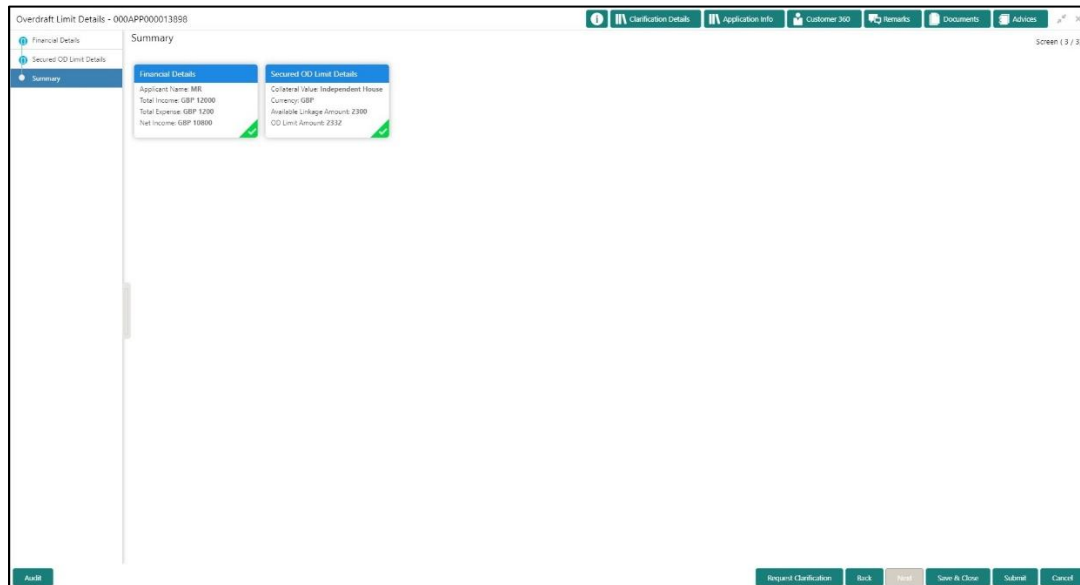 Overdraft Limit Details - 000APP000013898
Clarification Details
Application Info
Customer 360
Remarks
Documents
Advices
Financial Details
Secured OD Limit Details
Summary
Summary
Screen ( 3 / 3
Financial Details
Applicant Name: MR
Total Income: GBP 12000
Total Expense: GBP 1200
Net Income: GBP 10800
Secured OD Limit Details
Collateral Value: Independent House
Currency: GBP
Available Linkage Amount: 2300
OD Limit Amount: 2332
Audit
Request Clarification
Back
Next
Save & Close
Submit
Cancel